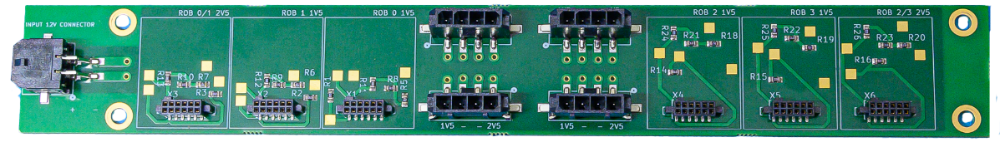 INPUT 12V CONNECTOR
+ -
ROB 0/1 2V5
R13 R10 R7
R3
X3
ROB 1 1V5
R9 R6
R2
X2
ROB 0 1V5
R1 R11 R8
R5
X1
1V5 - - 2V5
1V5 - - 2V5
ROB 2 1V5
R24 R21 R18
R14
X4
ROB 3 1V5
R25 R22 R19
R15
X5
ROB 2/3 2V5
R26 R23 R20
R16
X6